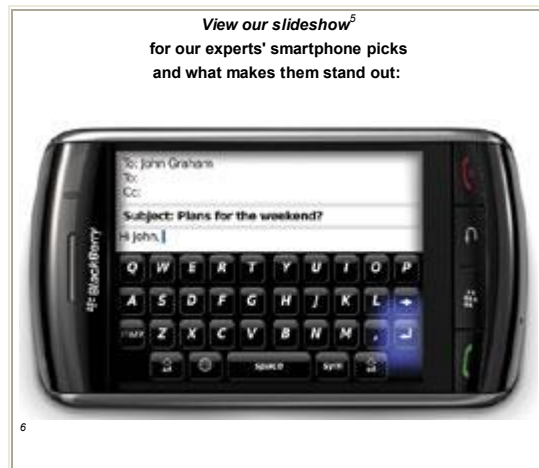 View our slideshow5
for our experts' smartphone picks
and what makes them stand out:
To: John Graham
To:
Cc:
Subject: Plans for the weekend?
Hi John,
BlackBerry
Q W E R T Y U I O P
A S D F G H J K L
Z X C V B N M ,
space sym
6